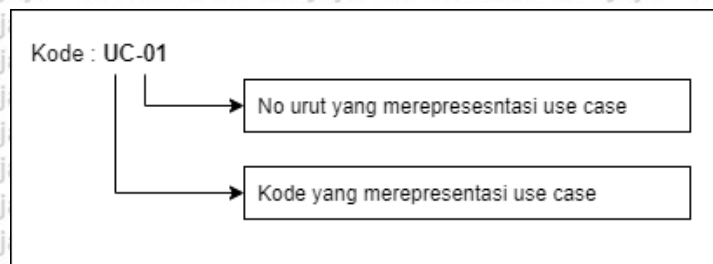 Kode : UC-01
No urut yang merepresesntasi use case
Kode yang merepresentasi use case